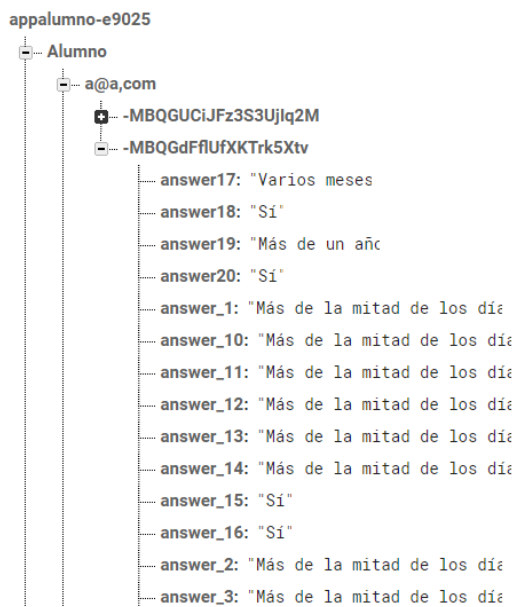 appalumno-e9025
Alumno
a@a,com
-MBQGUCiJFz3S3UjIq2M
-MBQGdFflUfXKTrk5Xtv
answer17: "Varios meses
answer18: "Sí"
answer19: "Más de un año
answer20: "Sí"
answer_1: "Más de la mitad de los día
answer_10: "Más de la mitad de los día
answer_11: "Más de la mitad de los día
answer_12: "Más de la mitad de los día
answer_13: "Más de la mitad de los día
answer_14: "Más de la mitad de los día
answer_15: "Sí"
answer_16: "Sí"
answer_2: "Más de la mitad de los día
answer_3: "Más de la mitad de los día